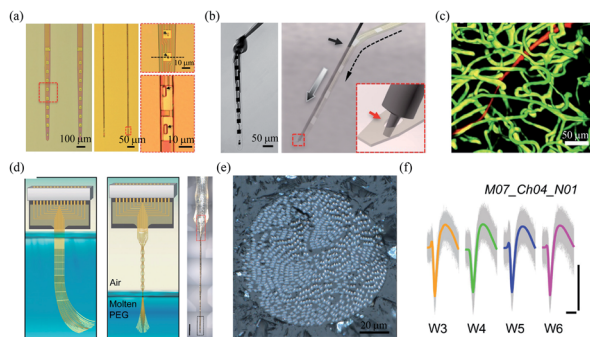 (a)
10 μm
100 μm
50 μm
10 μm
(b)
50 μm
(c)
50 μm
(d)
Air
Molten
PEG
(e)
20 μm
(f)
M07_Ch04_N01
W3 W4 W5 W6